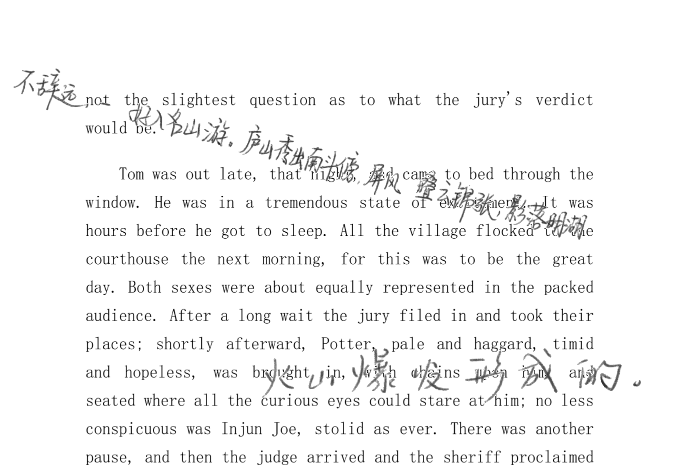 不辞远,一
not the slightest question as to what the jury's verdict
好入名山游。庐山秀出南斗傍,屏风 叠云锦张,影落明湖
would be.
Tom was out late, that night, and came to bed through the
window. He was in a tremendous state of excitement. It was
hours before he got to sleep. All the village flocked to the
courthouse the next morning, for this was to be the great
day. Both sexes were about equally represented in the packed
audience. After a long wait the jury filed in and took their
places; shortly afterward, Potter, pale and haggard, timid
火山爆发形成的。
and hopeless, was brought in, with chains upon him, and
seated where all the curious eyes could stare at him; no less
conspicuous was Injun Joe, stolid as ever. There was another
pause, and then the judge arrived and the sheriff proclaimed